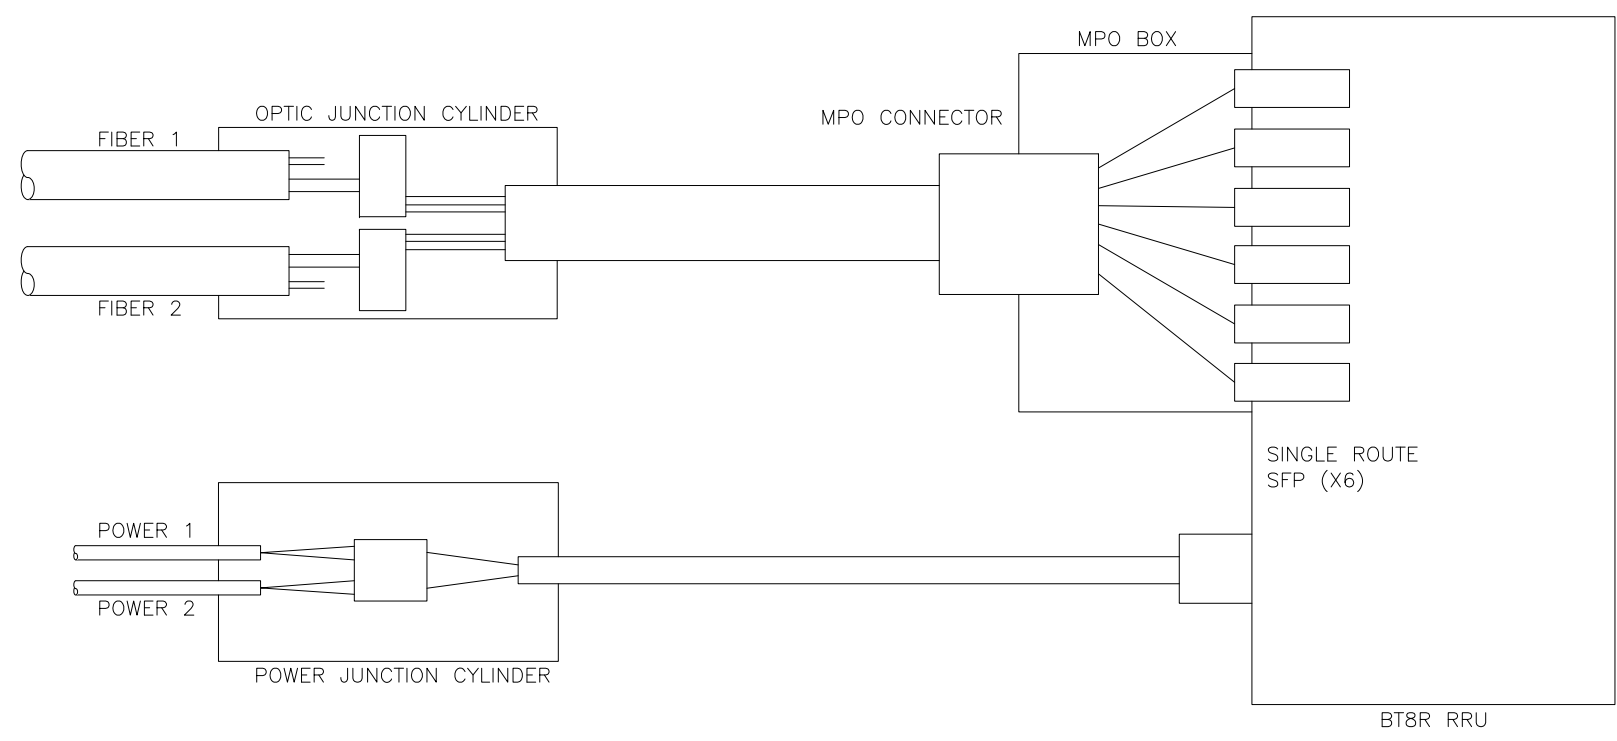 MPO BOX
OPTIC JUNCTION CYLINDER
MPO CONNECTOR
FIBER 1
FIBER 2
SINGLE ROUTE
SFP (X6)
POWER 1
POWER 2
POWER JUNCTION CYLINDER
BT8R RRU